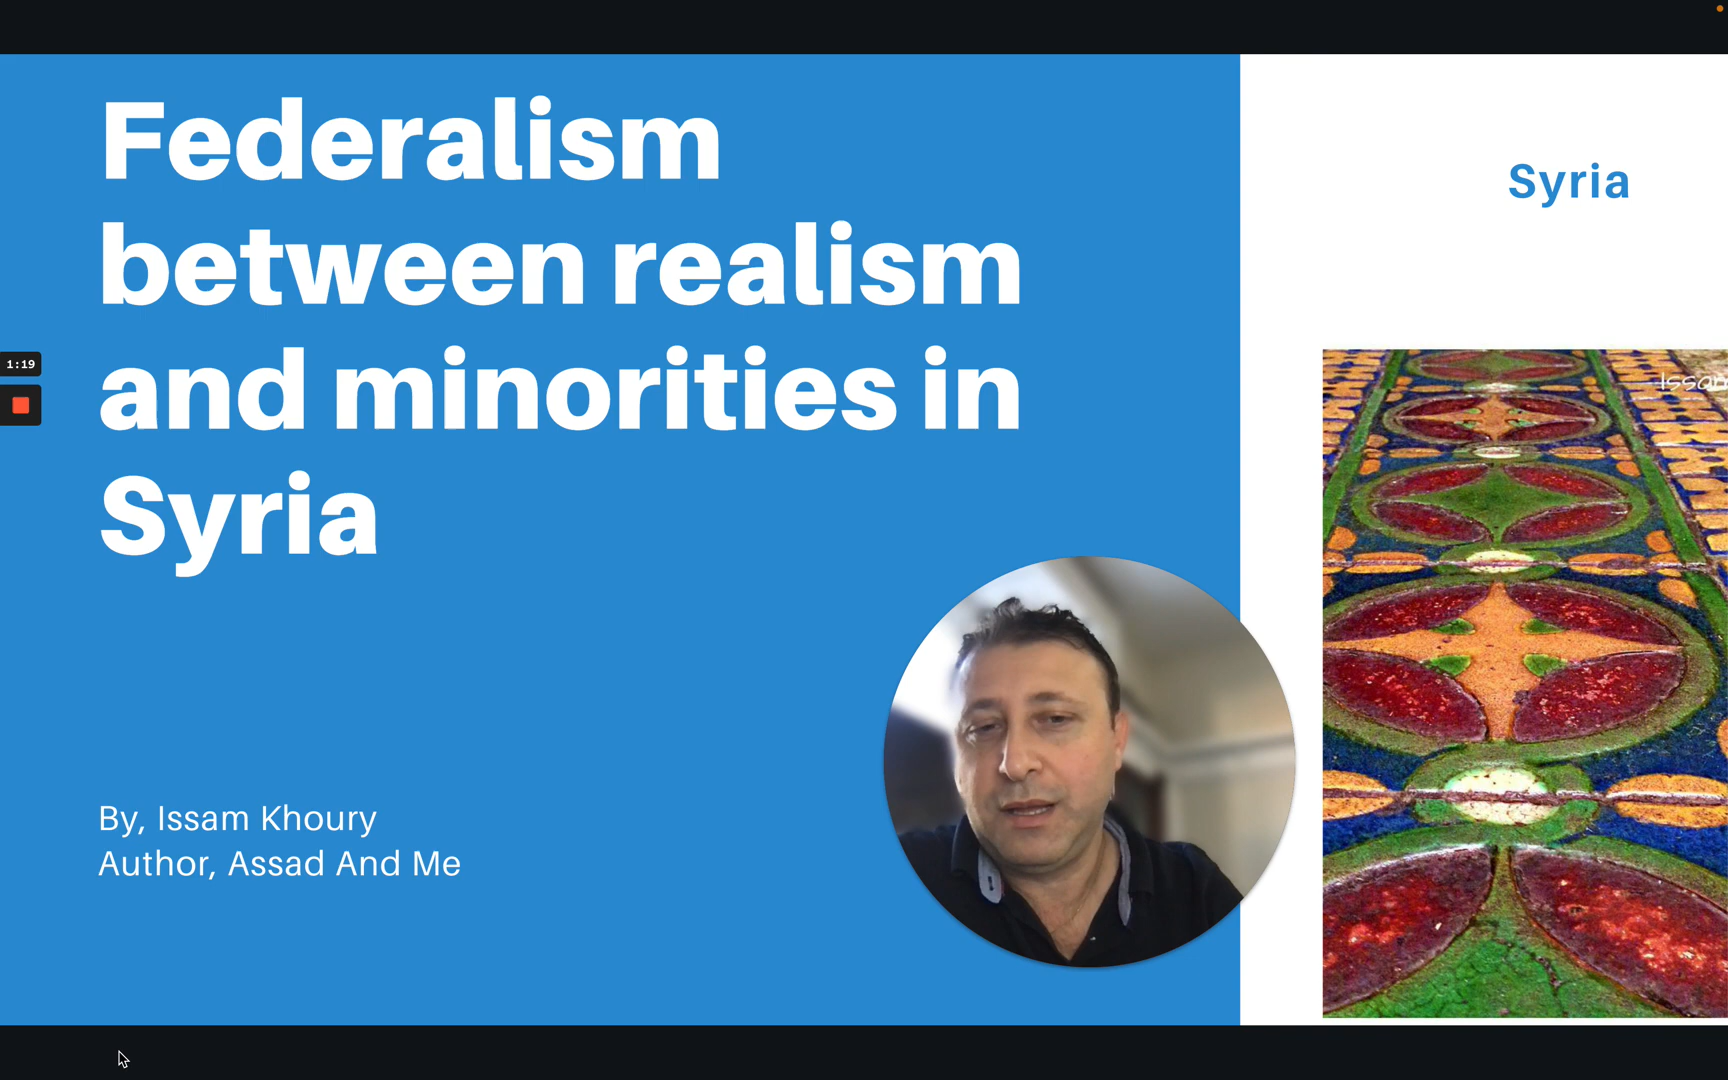 Federalism
between realism
and minorities in
Syria
Syria
1:19
By, Issam Khoury
Author, Assad And Me